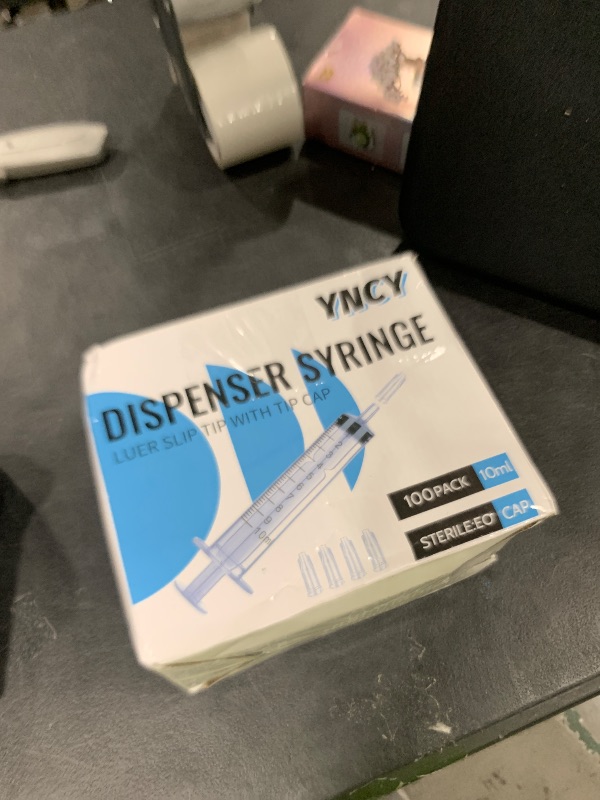 YNCY
DISPENSER SYRINGE
LUER SLIP TIP WITH TIP CAP
100PACK 10ml
STERILE:EO CAP